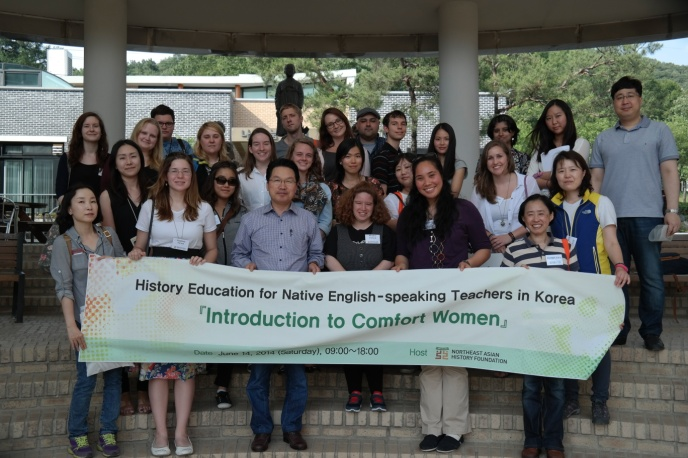 History Education for Native English-speaking Teachers in Korea
『Introduction to Comfort Women』
Date June 14, 2014 (Saturday), 09:00~18:00 Host NORTHEAST ASIAN
HISTORY FOUNDATION